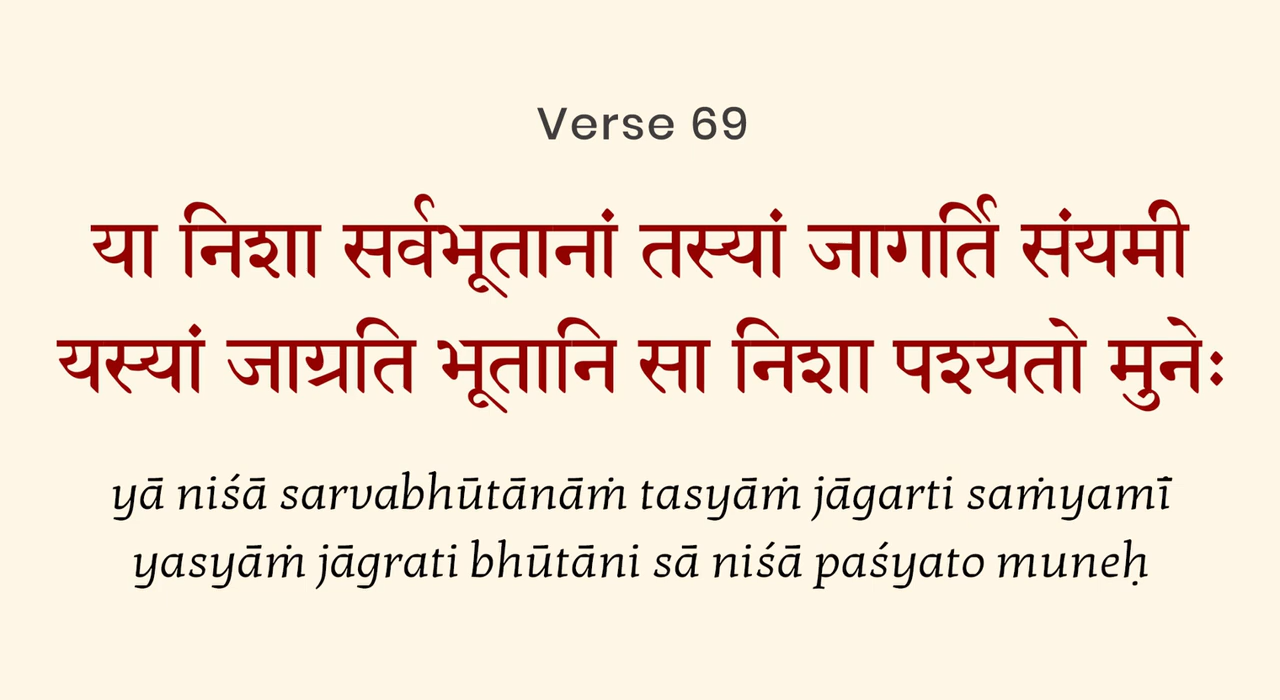 Verse 69
या निशा सर्वभूतानां तस्यां जागर्ति संयमी
यस्यां जाग्रति भूतानि सा निशा पश्यतो मुनेः
yā niśā sarvabhūtānāṁ tasyāṁ jāgarti saṁyamī
yasyāṁ jāgrati bhūtāni sā niśā paśyato muneḥ